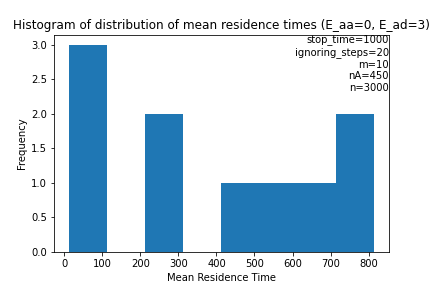 Histogram of distribution of mean residence times (E_aa=0, E_ad=3)
stop_time=1000
ignoring_steps=20
m=10
nA=450
n=3000
3.0
2.5
2.0
1.5
1.0
0.5
0.0
Frequency
0 100 200 300 400 500 600 700 800
Mean Residence Time